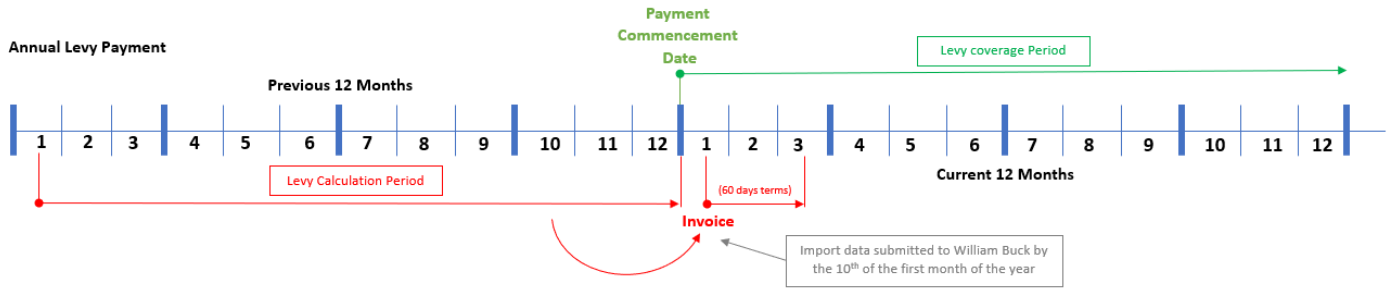 Payment
Commencement
Date
Annual Levy Payment
Levy coverage Period
Previous 12 Months
1 2 3 4 5 6 7 8 9 10 11 12 1 2 3 4 5 6 7 8 9 10 11 12
Levy Calculation Period
(60 days terms)
Current 12 Months
Invoice
Import data submitted to William Buck by
the 10th of the first month of the year